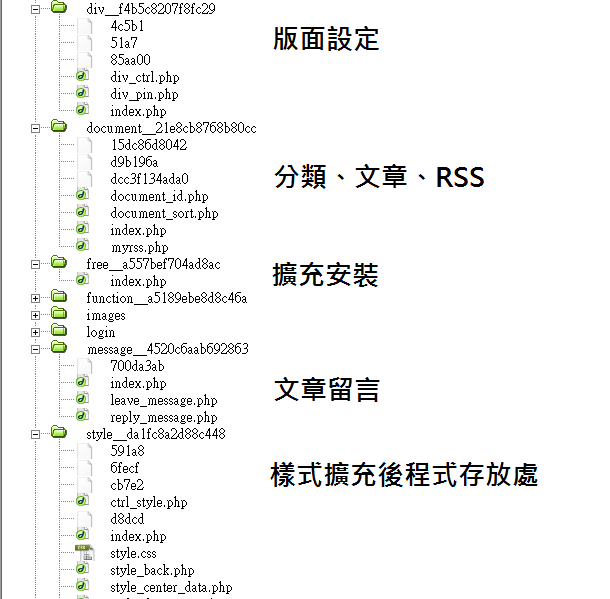 div__f4b5c8207f8fc29
4c5b1
版面設定
51a7
85aa00
div_ctrl.php
div_pin.php
index.php
document__21e8cb8768b80cc
15dc86d8042
d9b196a
分類、文章、RSS
dcc3f134ada0
document_id.php
document_sort.php
index.php
myrss.php
free__a557bef704ad8ac
擴充安裝
index.php
function__a5189ebe8d8c46a
images
login
message__4520c6aab692863
700da3ab
index.php
文章留言
leave_message.php
reply_message.php
style__da1fc8a2d88c448
591a8
6fecf
樣式擴充後程式存放處
cb7e2
ctrl_style.php
d8dcd
index.php
style.css
style_back.php
style_center_data.php